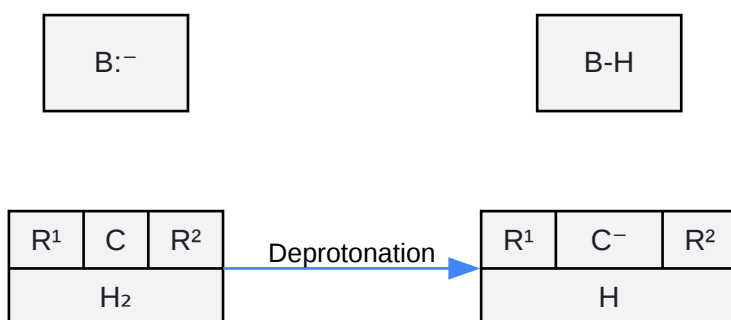 B:⁻
B-H
R¹ C R² Deprotonation R¹ C⁻ R²
H₂ H